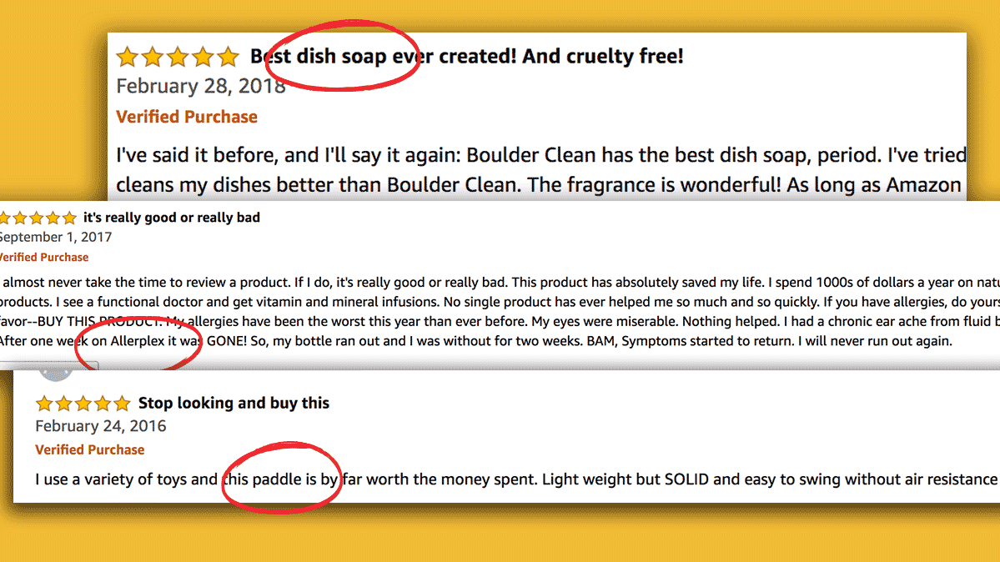 Best dish soap ever created! And cruelty free!
February 28, 2018
Verified Purchase
I've said it before, and I'll say it again: Boulder Clean has the best dish soap, period. I've tried
cleans my dishes better than Boulder Clean. The fragrance is wonderful! As long as Amazon
it's really good or really bad
September 1, 2017
Verified Purchase
almost never take the time to review a product. If I do, it's really good or really bad. This product has absolutely saved my life. I spend 1000s of dollars a year on natu
products. I see a functional doctor and get vitamin and mineral infusions. No single product has ever helped me so much and so quickly. If you have allergies, do yours
favor--BUY THIS PRODUCT. My allergies have been the worst this year than ever before. My eyes were miserable. Nothing helped. I had a chronic ear ache from fluid b
After one week on Allerplex it was GONE! So, my bottle ran out and I was without for two weeks. BAM, Symptoms started to return. I will never run out again.
Stop looking and buy this
February 24, 2016
Verified Purchase
I use a variety of toys and this paddle is by far worth the money spent. Light weight but SOLID and easy to swing without air resistance